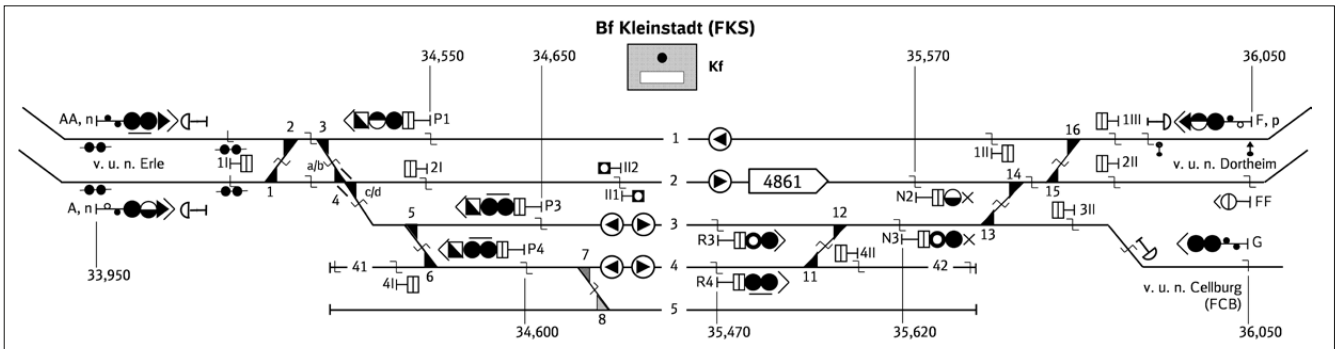 Bf Kleinstadt (FKS)
Kf
34,550
34,650
35,570
36,050
AA, n
P1
1III
F, p
2
3
1
16
v. u. n. Erle
1II
a/b
2I
III2
1II
2II
v. u. n. Dortheim
1
4
c/d
II1
2
4861
N2
14
15
A, n
P3
3II
FF
5
3
12
13
P4
R3
N3
G
41
6
7
4
11
4II
42
33,950
4I
R4
v. u. n. Cellburg
(FCB)
8
5
34,600
35,470
35,620
36,050